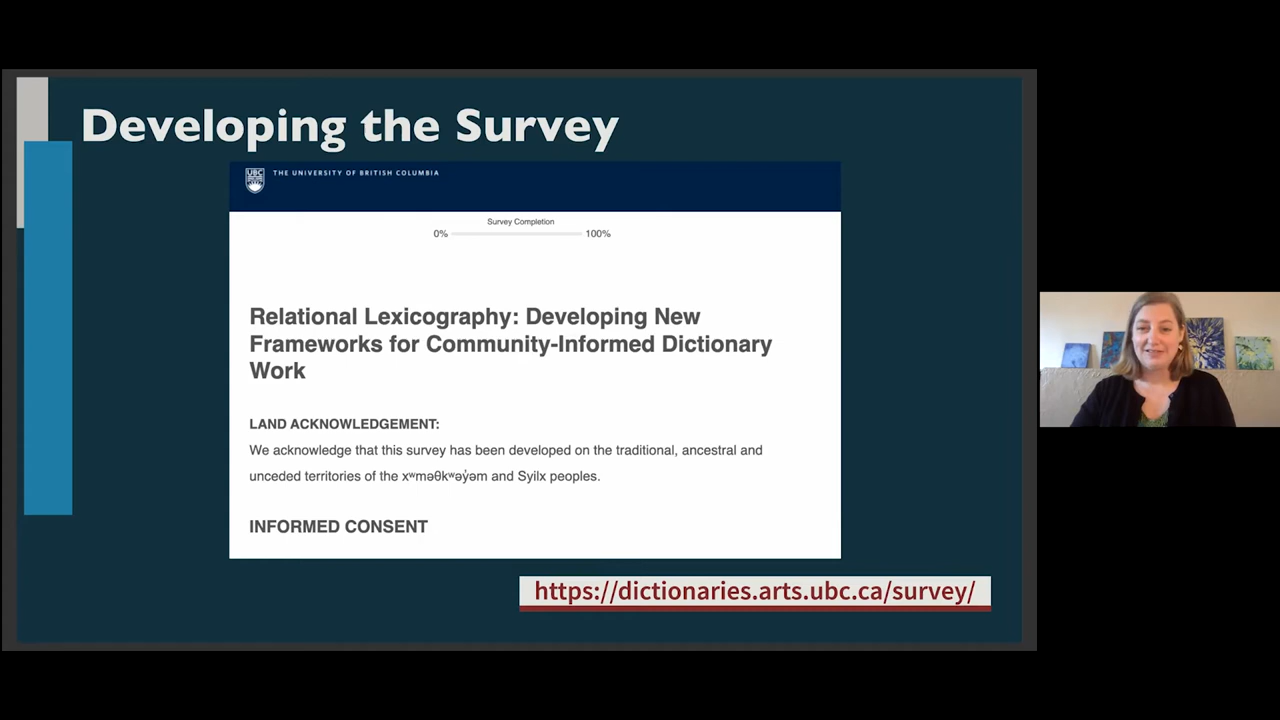 Developing the Survey
UBC
THE UNIVERSITY OF BRITISH COLUMBIA
Survey Completion
0% 100%
Relational Lexicography: Developing New
Frameworks for Community-Informed Dictionary
Work
LAND ACKNOWLEDGEMENT:
We acknowledge that this survey has been developed on the traditional, ancestral and
unceded territories of the xʷməθkʷəy̓əm and Syilx peoples.
INFORMED CONSENT
https://dictionaries.arts.ubc.ca/survey/